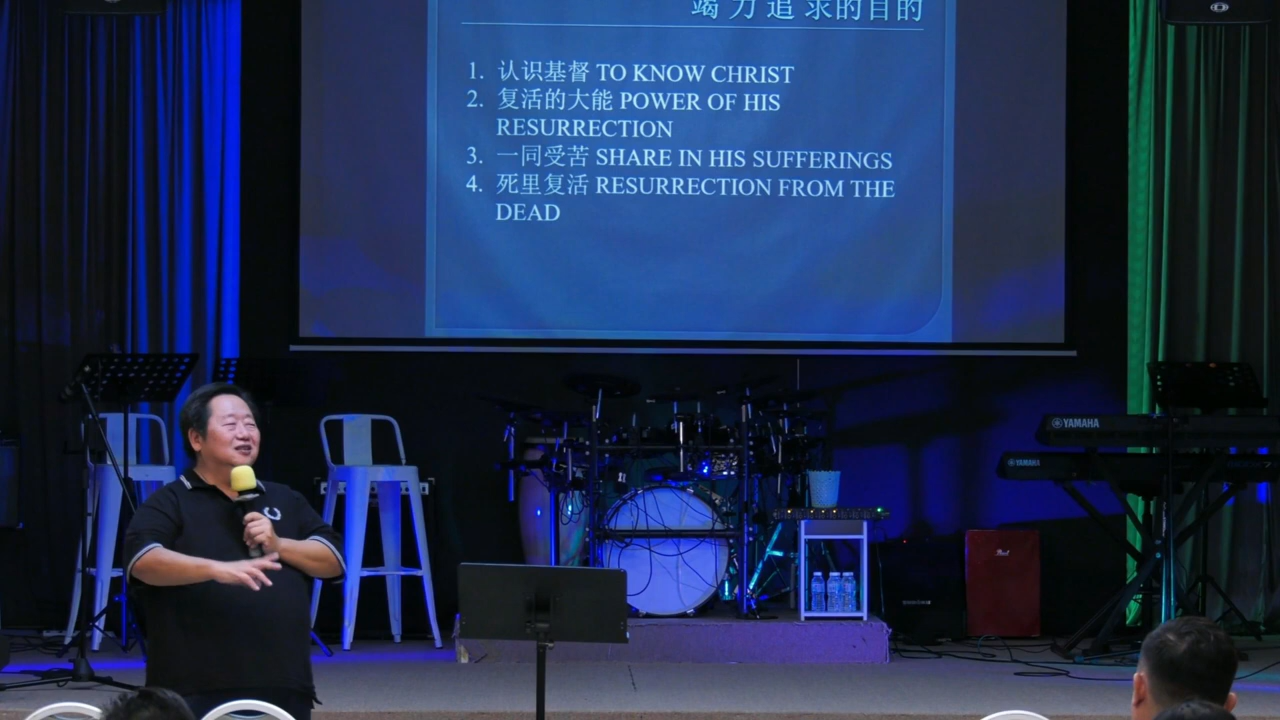 竭力追求的目的
1. 认识基督 TO KNOW CHRIST
2. 复活的大能 POWER OF HIS
RESURRECTION
3. 一同受苦 SHARE IN HIS SUFFERINGS
4. 死里复活 RESURRECTION FROM THE
DEAD
YAMAHA
YAMAHA
Pearl